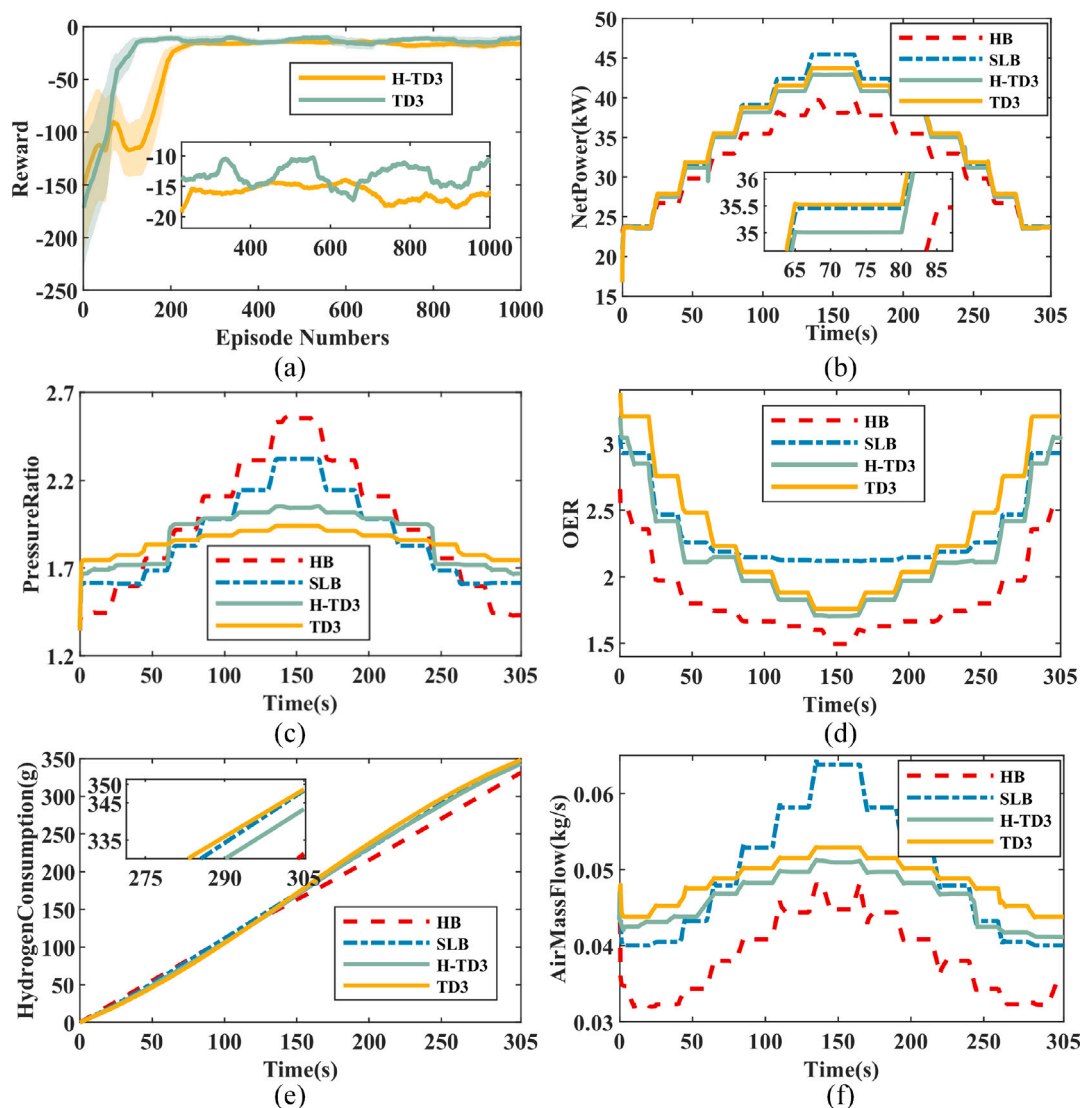 0
-50
-100
-150
-200
-250
Reward
H-TD3
TD3
-10
-15
-20
400
600
800
1000
0
200
400
600
800
1000
Episode Numbers
(a)
45
40
35
30
25
20
15
NetPower(kW)
HB
SLB
H-TD3
TD3
36
35.5
35
65
70
75
80
85
0
50
100
150
200
250
305
Time(s)
(b)
2.7
2.2
1.7
1.2
PressureRatio
HB
SLB
H-TD3
TD3
0
50
100
150
200
250
305
Time(s)
(c)
3
2.5
2
1.5
OER
HB
SLB
H-TD3
TD3
0
50
100
150
200
250
305
Time(s)
(d)
350
300
250
200
150
100
50
0
HydrogenConsumption(g)
350
345
335
275
290
305
HB
SLB
H-TD3
TD3
0
50
100
150
200
250
305
Time(s)
(e)
0.06
0.05
0.04
0.03
AirMassFlow(kg/s)
HB
SLB
H-TD3
TD3
0
50
100
150
200
250
305
Time(s)
(f)